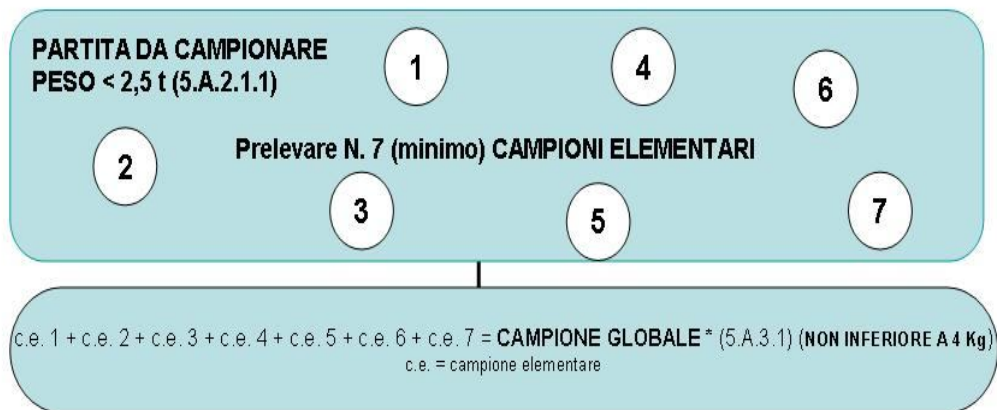 PARTITA DA CAMPIONARE
PESO < 2,5 t (5.A.2.1.1)
1
4
6
2
Prelevare N. 7 (minimo) CAMPIONI ELEMENTARI
3
5
7
c.e. 1 + c.e. 2 + c.e. 3 + c.e. 4 + c.e. 5 + c.e. 6 + c.e. 7 = CAMPIONE GLOBALE * (5.A.3.1) (NON INFERIORE A 4 Kg)
c.e. = campione elementare